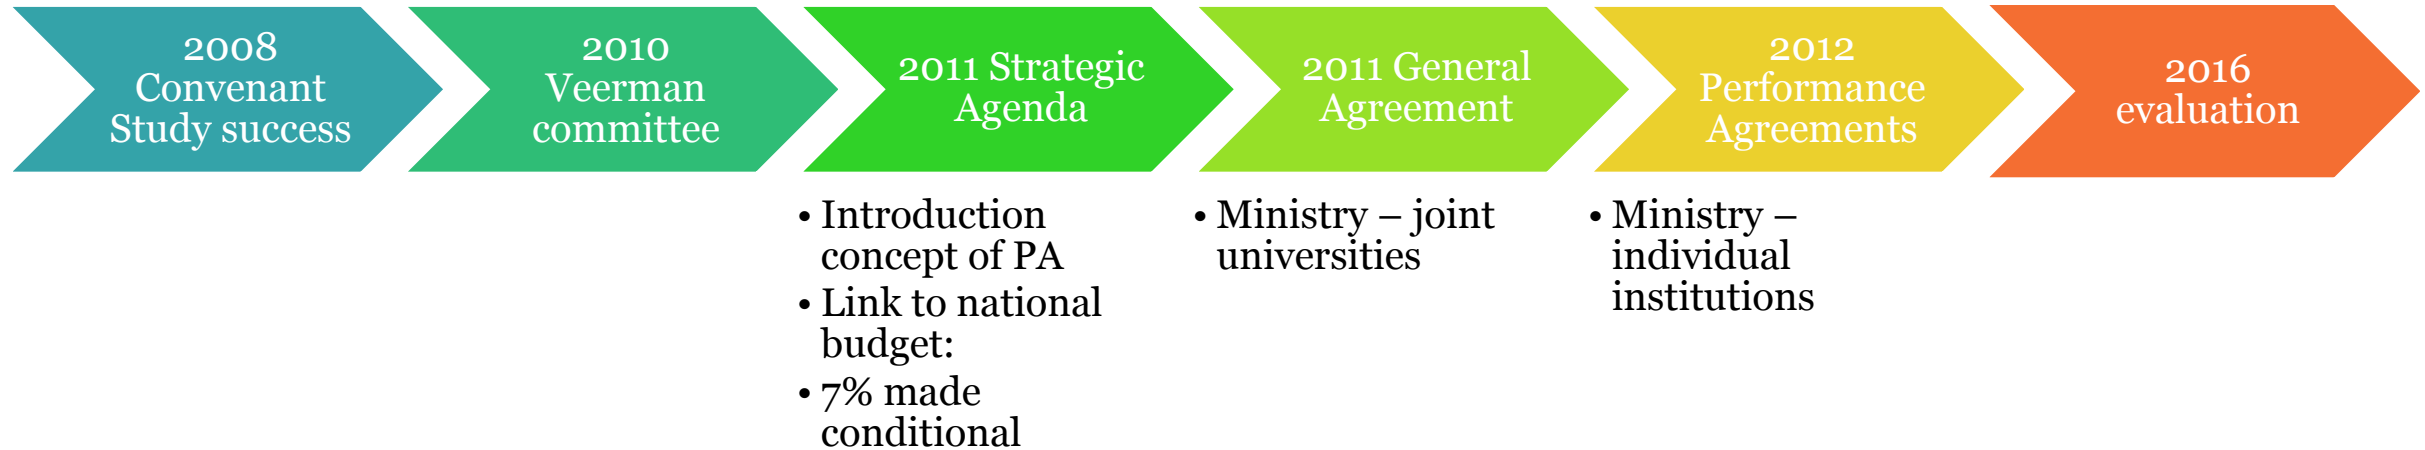 2008
Convenant
Study success
2010
Veerman
committee
2011 Strategic
Agenda
• Introduction
concept of PA
• Link to national
budget:
• 7% made
conditional
2011 General
Agreement
• Ministry – joint
universities
2012
Performance
Agreements
• Ministry –
individual
institutions
2016
evaluation